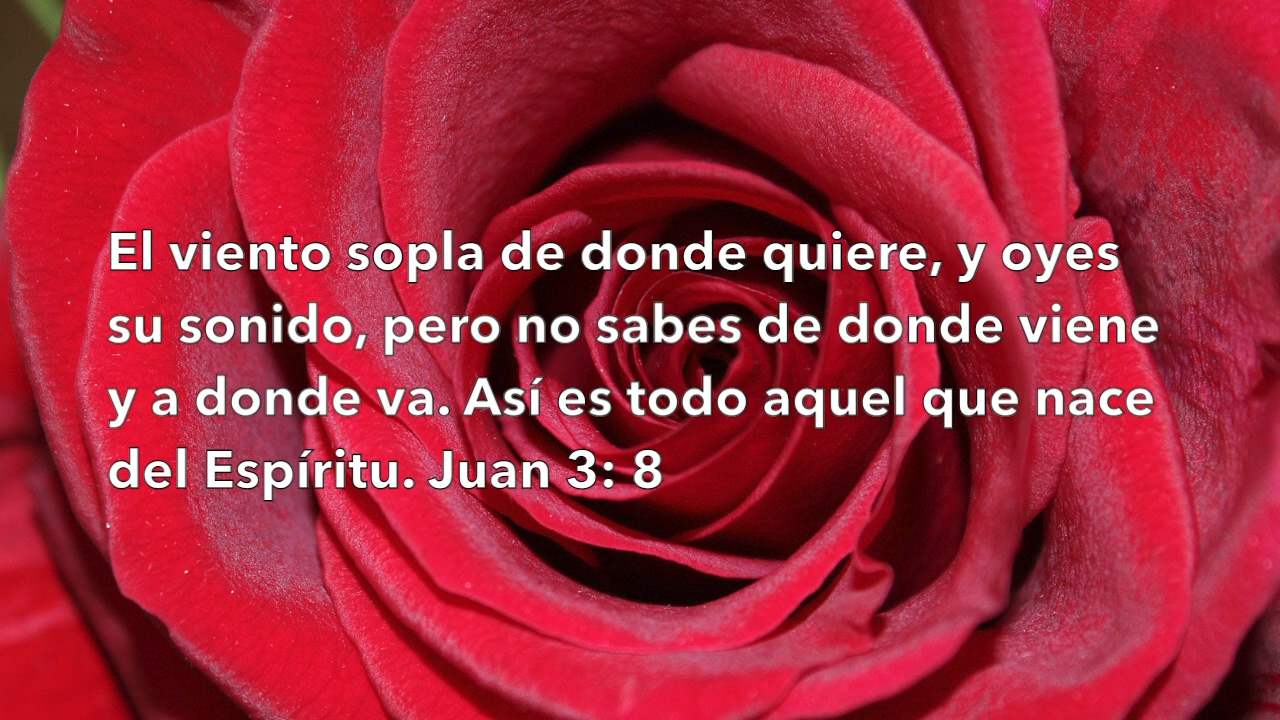 El viento sopla de donde quiere, y oyes
su sonido, pero no sabes de donde viene
y a donde va. Así es todo aquel que nace
del Espíritu. Juan 3: 8